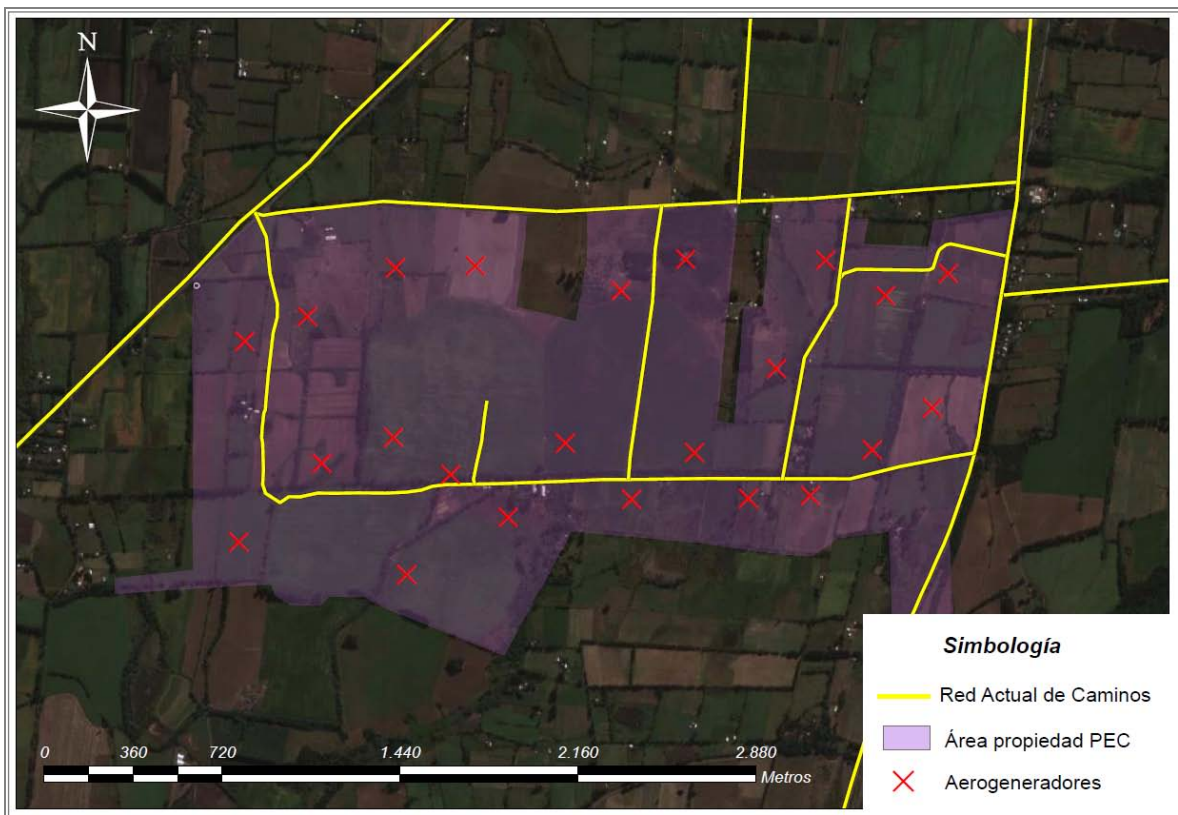 N
Simbología
Red Actual de Caminos
Área propiedad PEC
Aerogeneradores
0 360 720 1.440 2.160 2.880
Metros